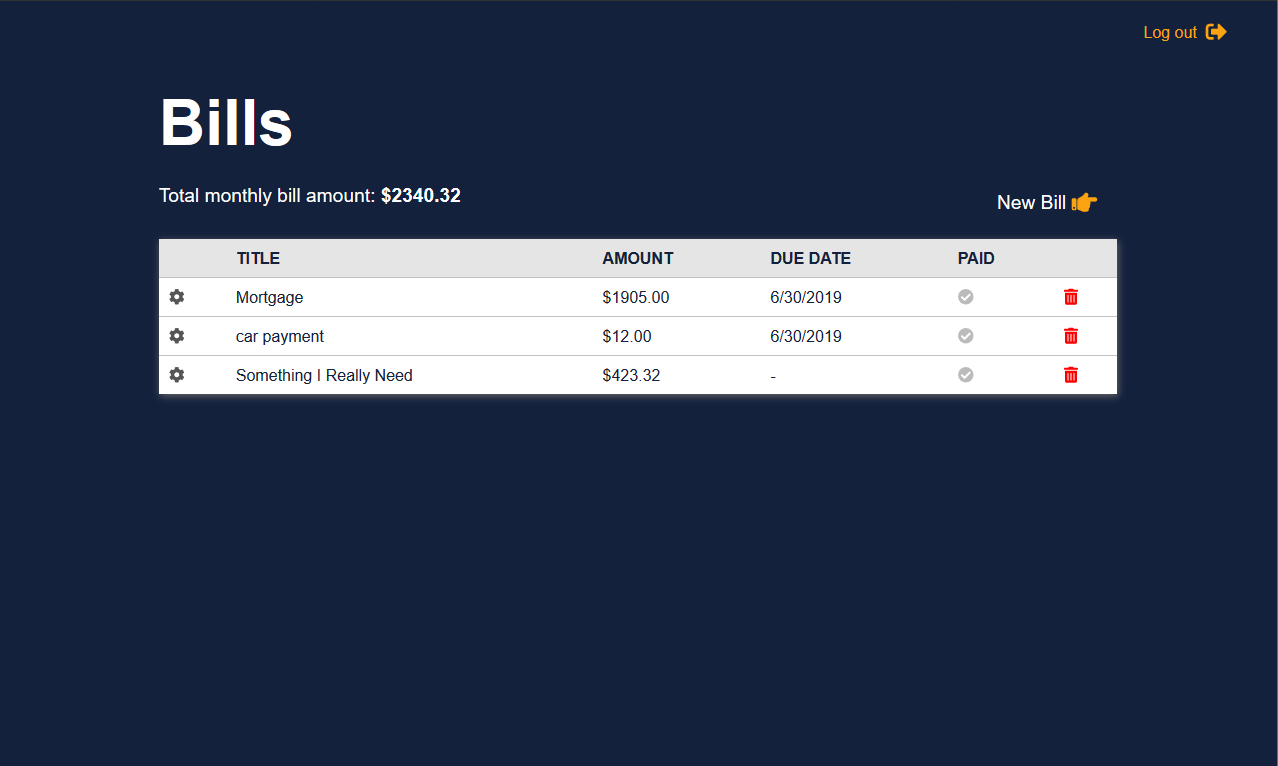 Log out
Bills
Total monthly bill amount: $2340.32
New Bill
TITLE AMOUNT DUE DATE PAID
Mortgage $1905.00 6/30/2019
car payment $12.00 6/30/2019
Something I Really Need $423.32 -